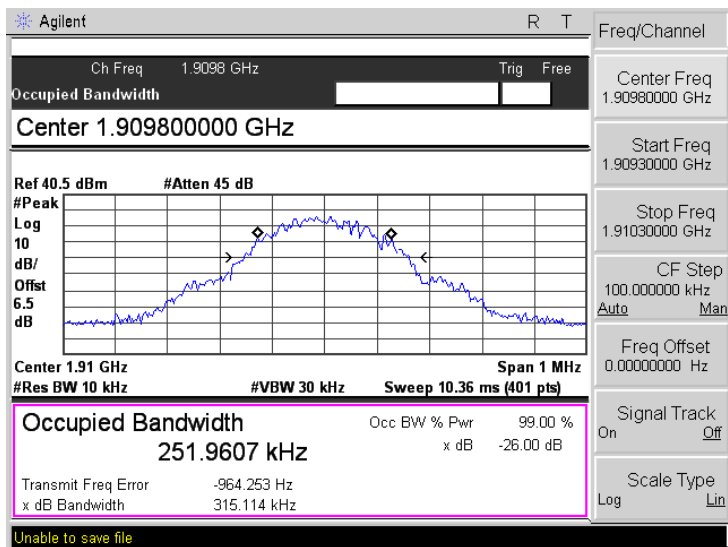 Agilent R T
Ch Freq 1.9098 GHz Trig Free
Occupied Bandwidth
Center 1.909800000 GHz
Ref 40.5 dBm #Atten 45 dB
#Peak
Log
10
dB/
Offst
6.5
dB
Center 1.91 GHz Span 1 MHz
#Res BW 10 kHz #VBW 30 kHz Sweep 10.36 ms (401 pts)
Occupied Bandwidth Occ BW % Pwr 99.00 %
251.9607 kHz x dB -26.00 dB
Transmit Freq Error -964.253 Hz
x dB Bandwidth 315.114 kHz
Unable to save file
Freq/Channel
Center Freq
1.90980000 GHz
Start Freq
1.90930000 GHz
Stop Freq
1.91030000 GHz
CF Step
100.000000 kHz
Auto Man
Freq Offset
0.00000000 Hz
Signal Track
On Off
Scale Type
Log Lin